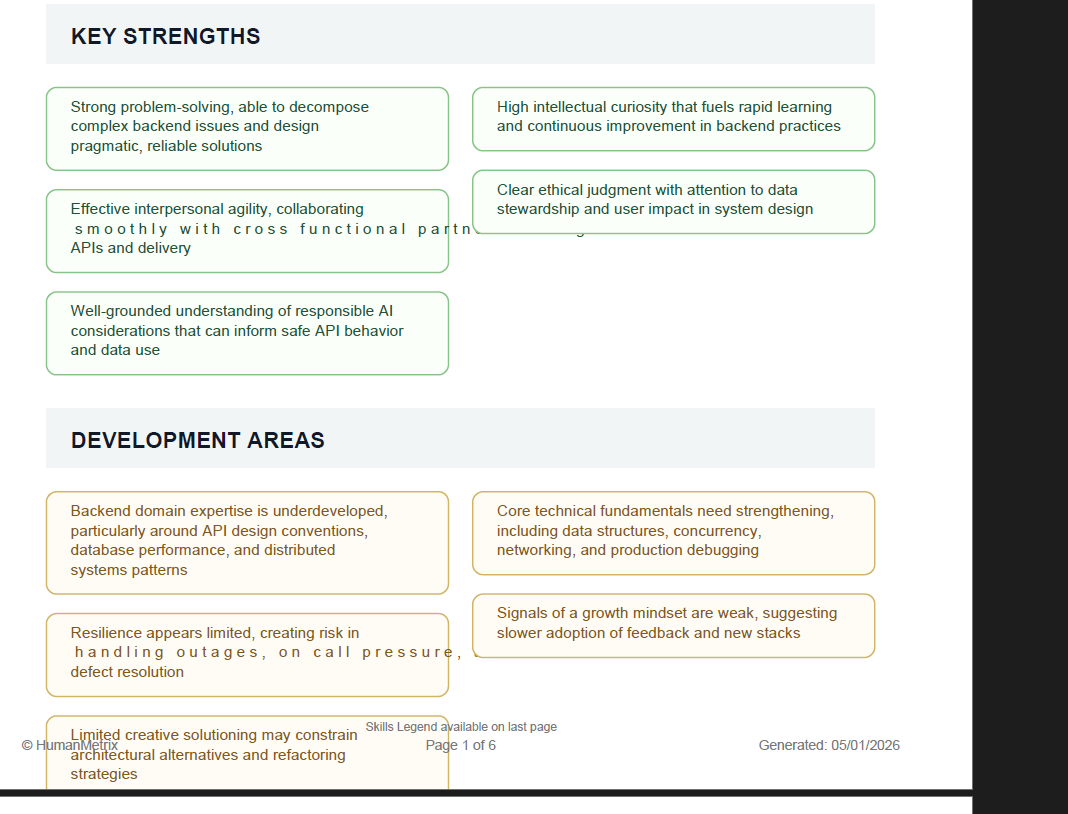 KEY STRENGTHS
Strong problem-solving, able to decompose
complex backend issues and design
pragmatic, reliable solutions
Effective interpersonal agility, collaborating
smoothly with cross functional
APIs and delivery
Well-grounded understanding of responsible AI
considerations that can inform safe API behavior
and data use
High intellectual curiosity that fuels rapid learning
and continuous improvement in backend practices
Clear ethical judgment with attention to data
stewardship and user impact in system design
DEVELOPMENT AREAS
Backend domain expertise is underdeveloped,
particularly around API design conventions,
database performance, and distributed
systems patterns
Resilience appears limited, creating risk in
handling outages, on call pressure,
defect resolution
Limited creative solutioning may constrain
architectural alternatives and refactoring
strategies
Core technical fundamentals need strengthening,
including data structures, concurrency,
networking, and production debugging
Signals of a growth mindset are weak, suggesting
slower adoption of feedback and new stacks
Skills Legend available on last page
© HumanMetrix
Page 1 of 6
Generated: 05/01/2026